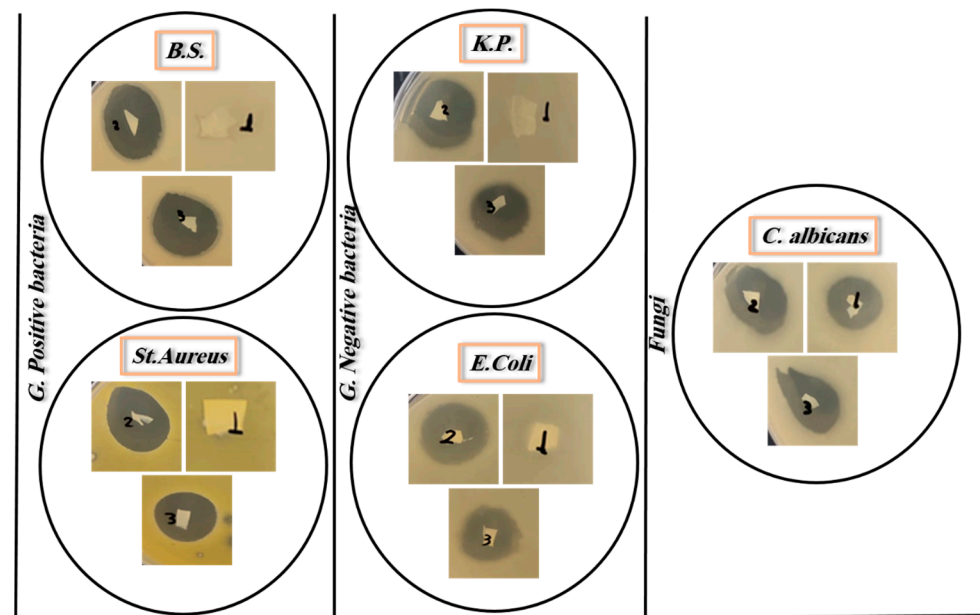 G. Positive bacteria
B.S.
2
1
3
St.Aureus
2
1
3
G. Negative bacteria
K.P.
2
1
3
E.Coli
2
1
3
Fungi
C. albicans
2
1
3